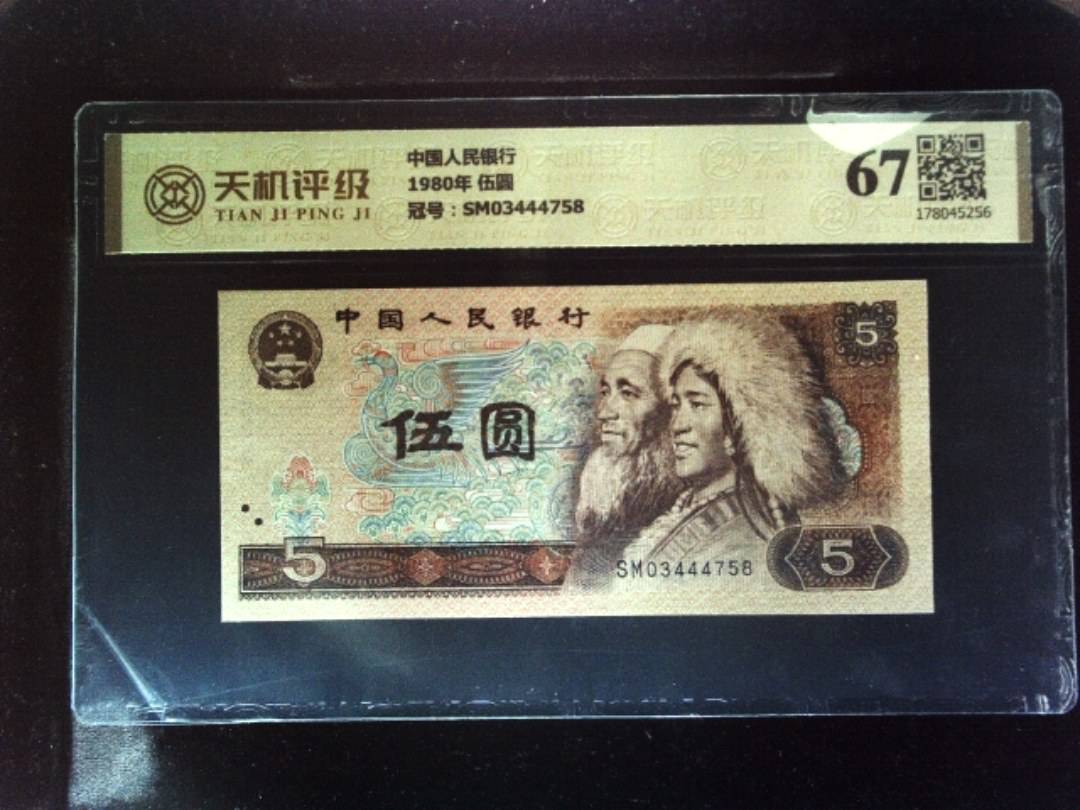 天机评级
TIAN JI PING JI
中国人民银行
1980年 伍圆
冠号：SM03444758
67
178045256
中国人民银行
5
伍圆
5
SM03444758
5